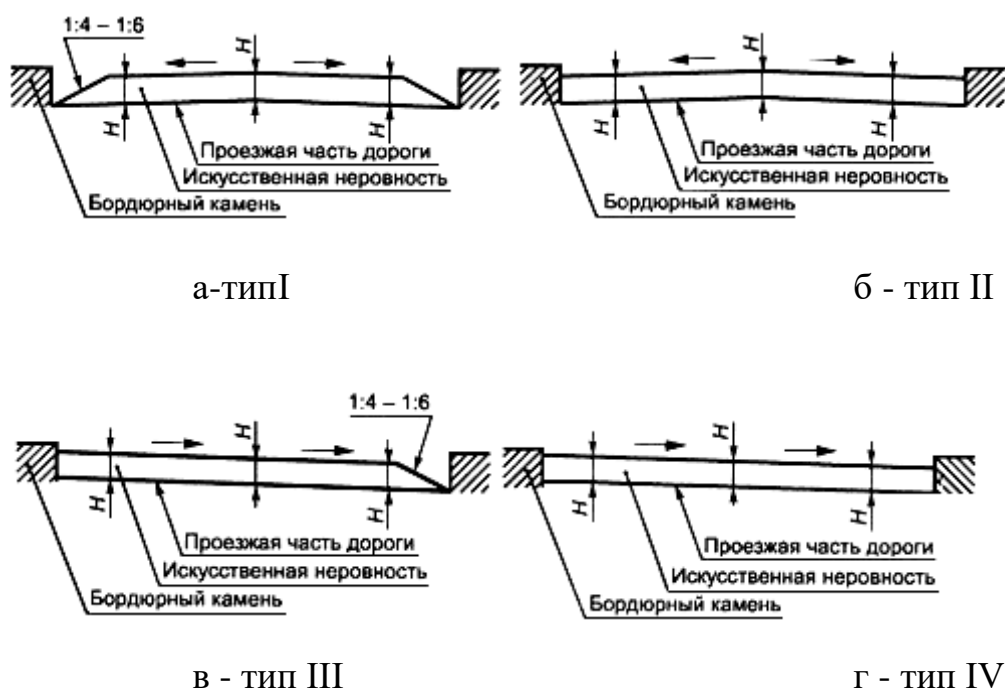 1:4 – 1:6
H
H
H
Проезжая часть дороги
Искусственная неровность
Бордюрный камень
а-типI
H
H
H
Проезжая часть дороги
Искусственная неровность
Бордюрный камень
б - тип II
1:4 – 1:6
H
H
H
Проезжая часть дороги
Искусственная неровность
Бордюрный камень
в - тип III
H
H
H
Проезжая часть дороги
Искусственная неровность
Бордюрный камень
г - тип IV